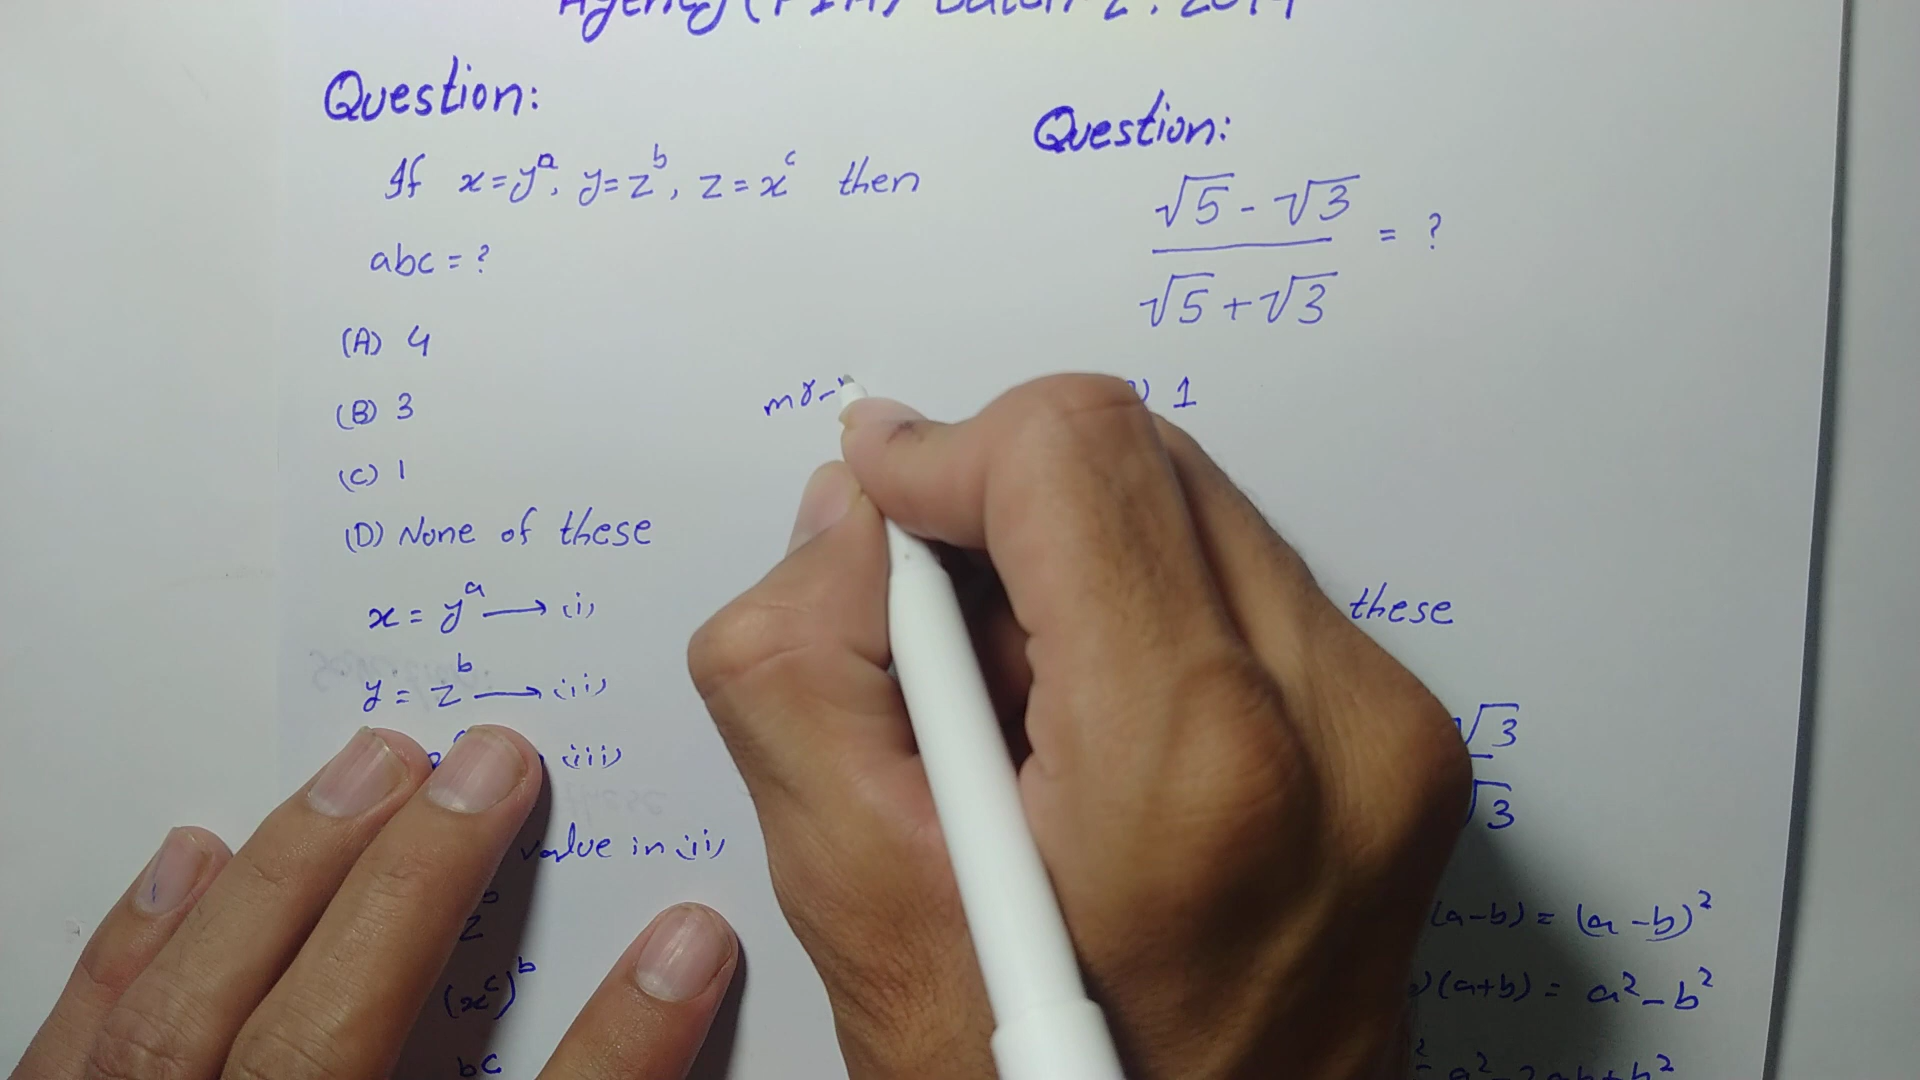 Question:
If x = y^a, y = z^b, z = x^c then
abc = ?
(A) 4
(B) 3
(C) 1
(D) None of these
x = y^a → (i)
y = z^b → (ii)
(iii)
value in (ii)
z^b
(x^c)^b
bc
Question:
√5 - √3 / √5 + √3 = ?
1
these
√3
√3
(a-b) = (a-b)^2
)(a+b) = a^2 - b^2